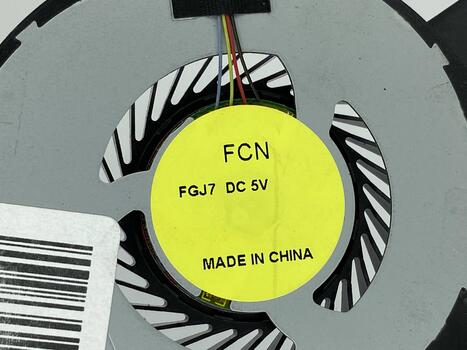 FCN
FGJ7 DC 5V
MADE IN CHINA